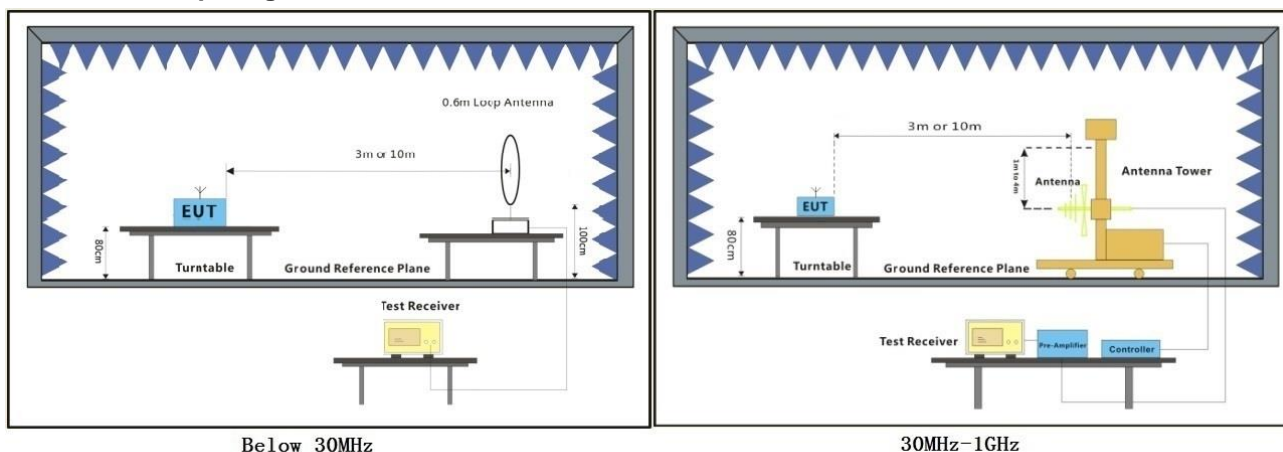 0.6m Loop Antenna
3m or 10m
EUT
80cm
100cm
Turntable
Ground Reference Plane
Test Receiver
Below 30MHz
3m or 10m
1m to 4m
Antenna
Antenna Tower
EUT
80cm
Turntable
Ground Reference Plane
Test Receiver
Pre-Amplifier
Controller
30MHz-1GHz